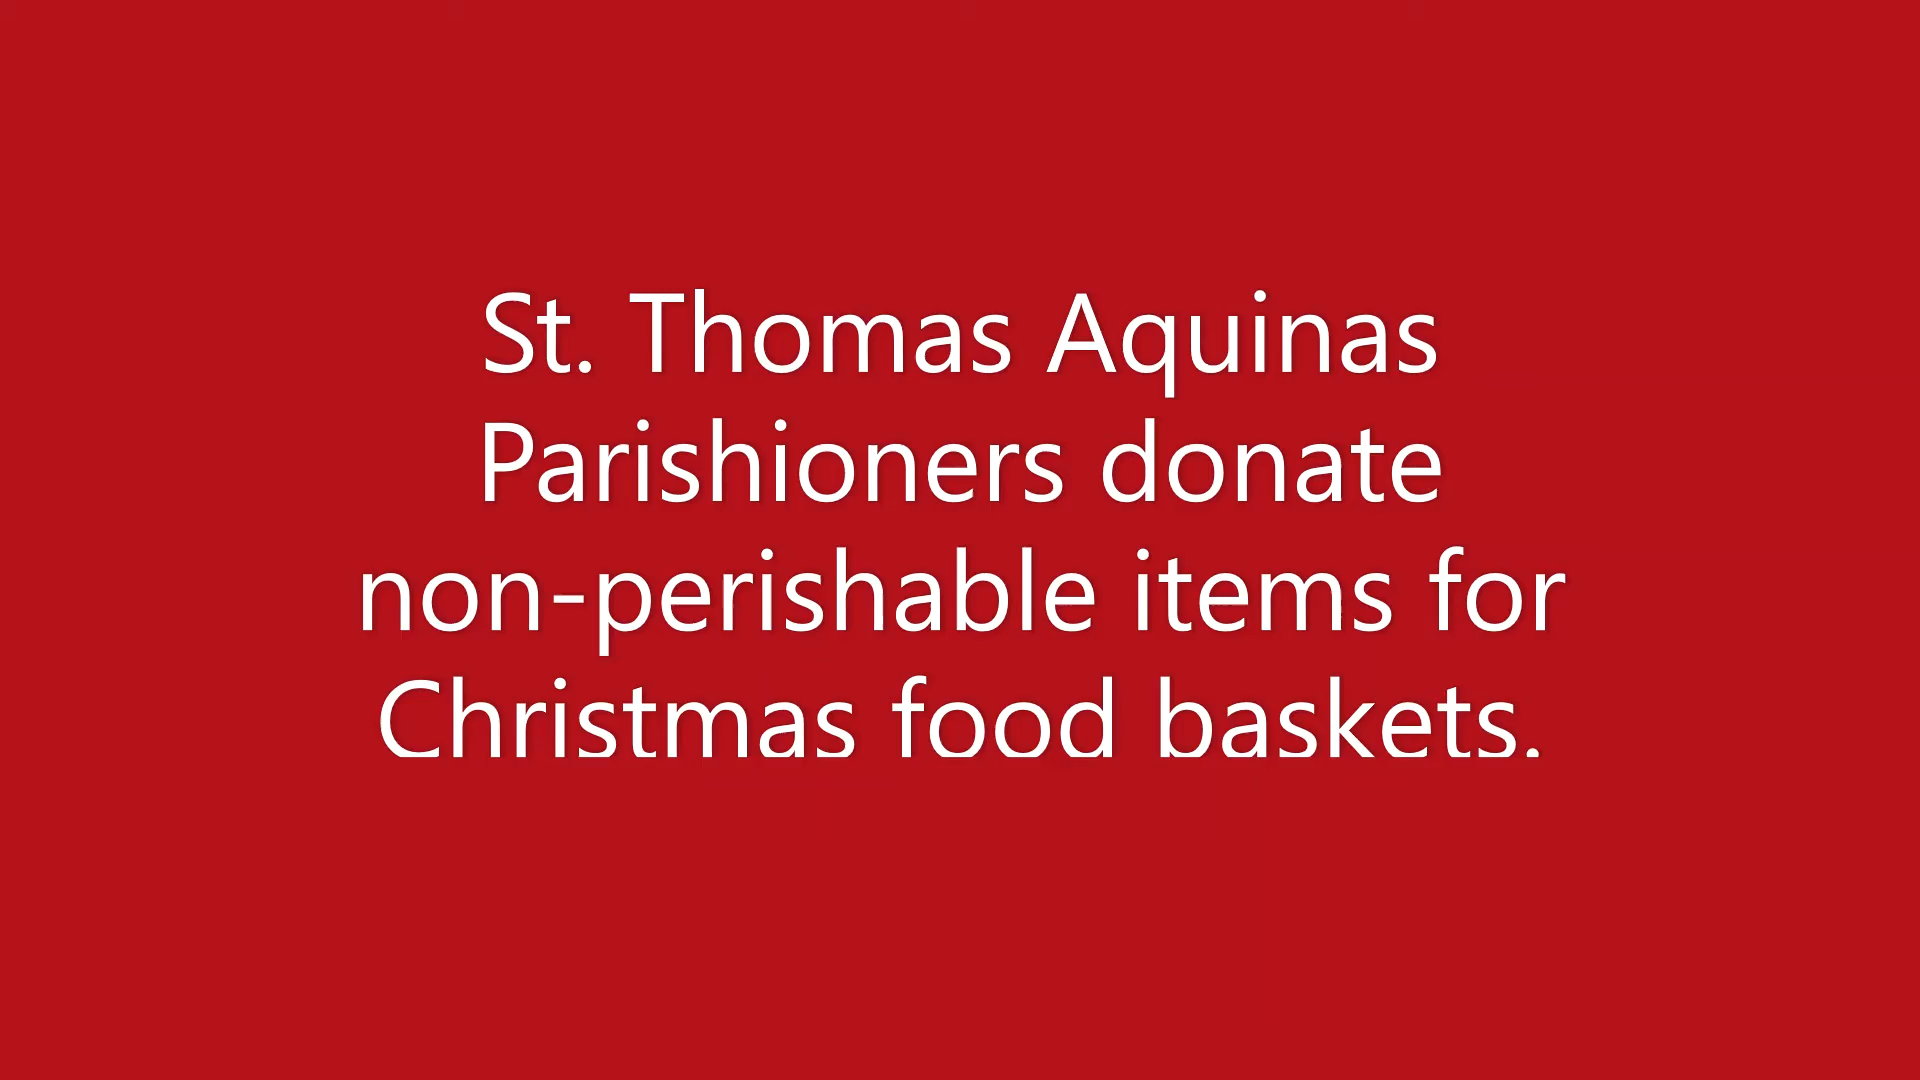 St. Thomas Aquinas
Parishioners donate
non-perishable items for
Christmas food baskets.